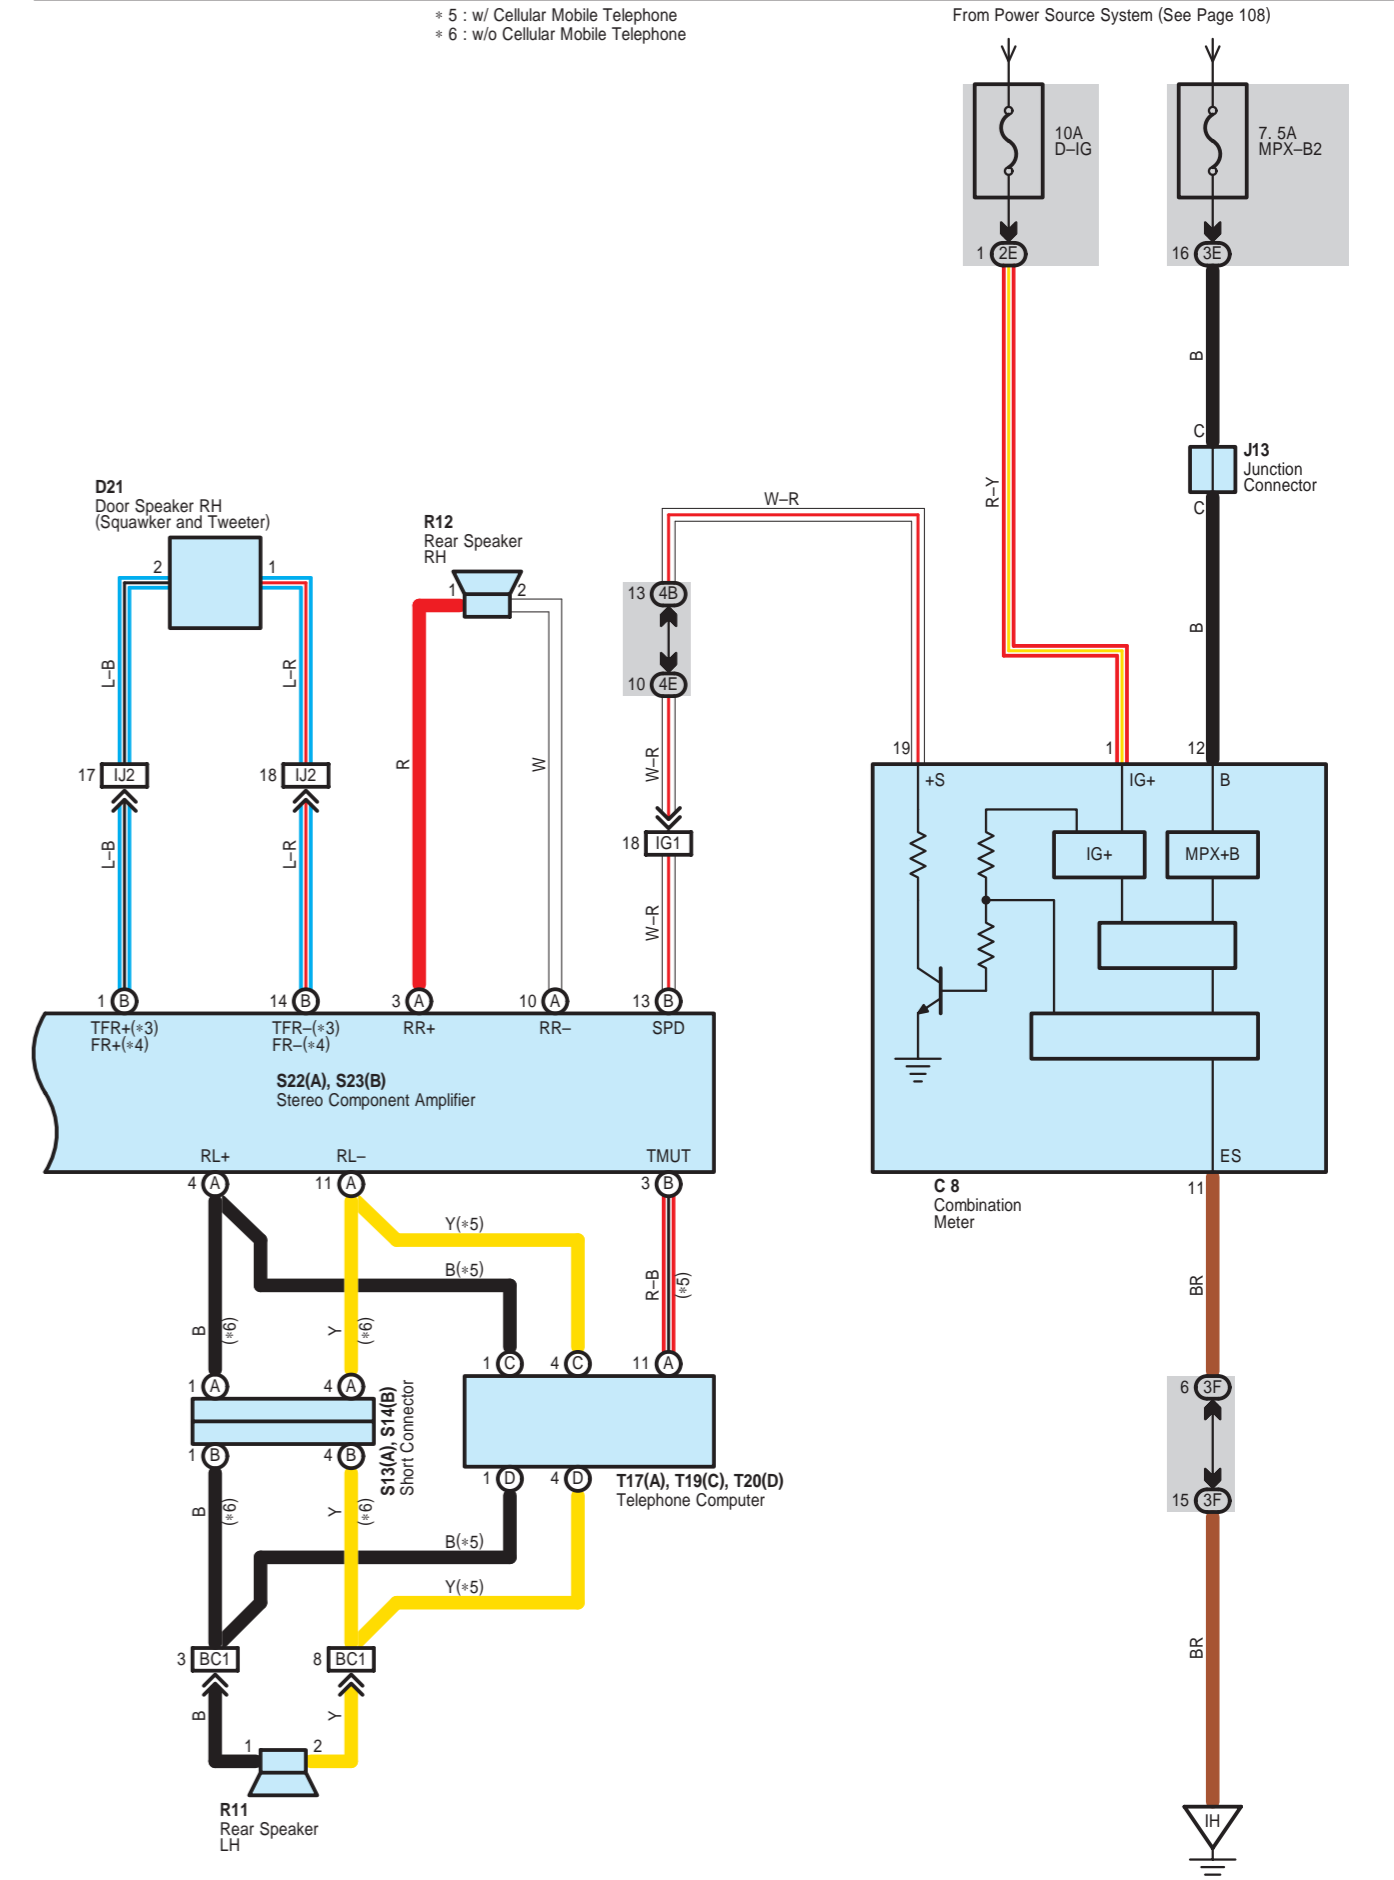 * 5 : w/ Cellular Mobile Telephone
* 6 : w/o Cellular Mobile Telephone
From Power Source System (See Page 108)
10A
D–IG
7. 5A
MPX–B2
1 2E
16 3E
B
C
J13
Junction
Connector
C
R–Y
B
D21
Door Speaker RH
(Squawker and Tweeter)
2
1
R12
Rear Speaker
RH
1
2
W–R
13 4B
10 4E
L–B
L–R
R
W
W–R
17 IJ2
18 IJ2
18 IG1
L–B
L–R
W–R
19
1
12
+S
IG+
B
IG+
MPX+B
1 B
14 B
3 A
10 A
13 B
TFR+(*3)
FR+(*4)
TFR–(*3)
FR–(*4)
RR+
RR–
SPD
S22(A), S23(B)
Stereo Component Amplifier
RL+
RL–
TMUT
ES
4 A
11 A
3 B
11
C 8
Combination
Meter
Y(*5)
B(*5)
R–B
(*5)
BR
B
(*6)
Y
(*6)
1 C
4 C
11 A
1 A
4 A
S13(A), S14(B)
Short Connector
6 3F
15 3F
1 B
4 B
1 D
4 D
T17(A), T19(C), T20(D)
Telephone Computer
B
(*6)
Y
(*6)
B(*5)
Y(*5)
BR
3 BC1
8 BC1
B
Y
1
2
R11
Rear Speaker
LH
IH